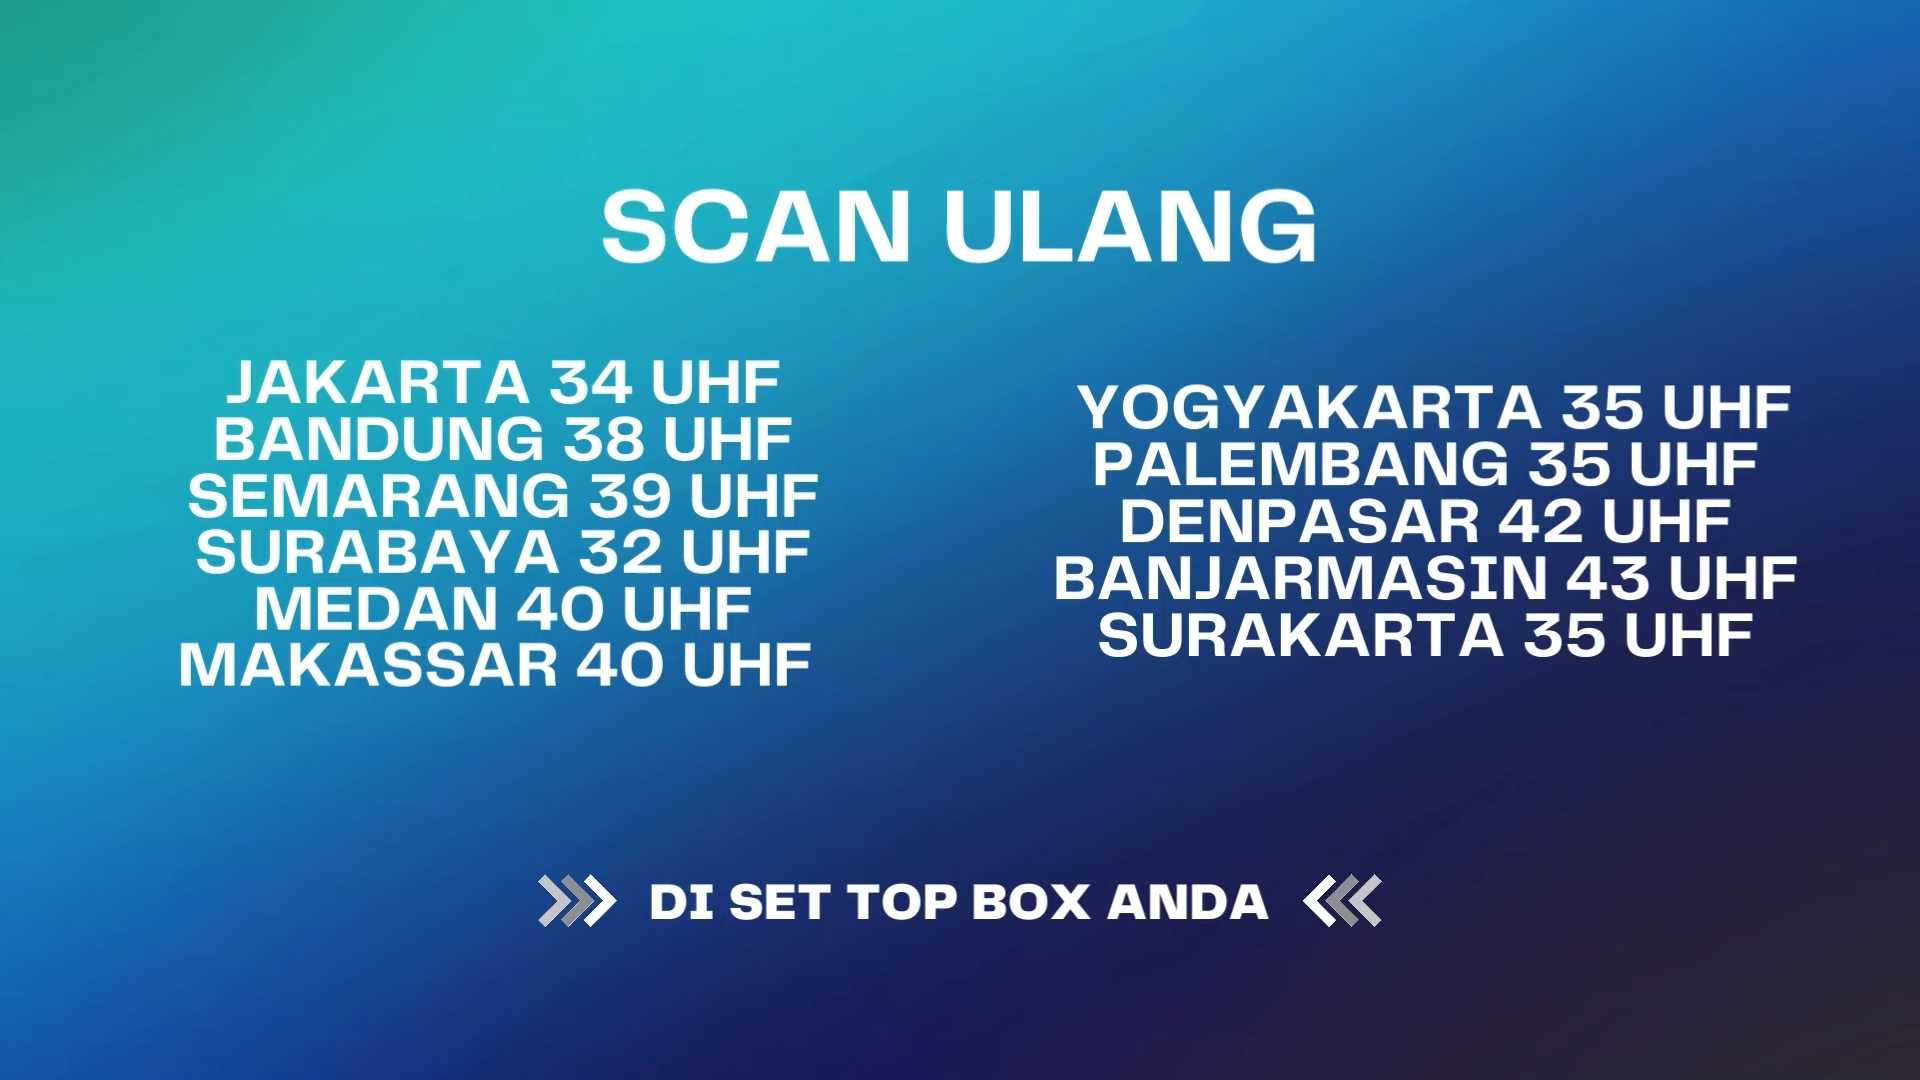 SCAN ULANG
JAKARTA 34 UHF
BANDUNG 38 UHF
SEMARANG 39 UHF
SURABAYA 32 UHF
MEDAN 40 UHF
MAKASSAR 40 UHF
YOGYAKARTA 35 UHF
PALEMBANG 35 UHF
DENPASAR 42 UHF
BANJARMASIN 43 UHF
SURAKARTA 35 UHF
DI SET TOP BOX ANDA